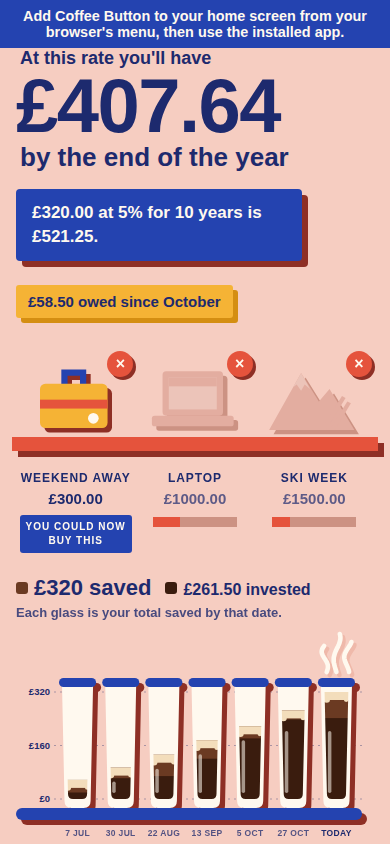 Add Coffee Button to your home screen from your
browser's menu, then use the installed app.
At this rate you'll have
£407.64
by the end of the year
£320.00 at 5% for 10 years is
£521.25.
£58.50 owed since October
× × ×
WEEKEND AWAY LAPTOP SKI WEEK
£300.00 £1000.00 £1500.00
YOU COULD NOW
BUY THIS
£320 saved £261.50 invested
Each glass is your total saved by that date.
£320
£160
£0
7 JUL 30 JUL 22 AUG 13 SEP 5 OCT 27 OCT TODAY